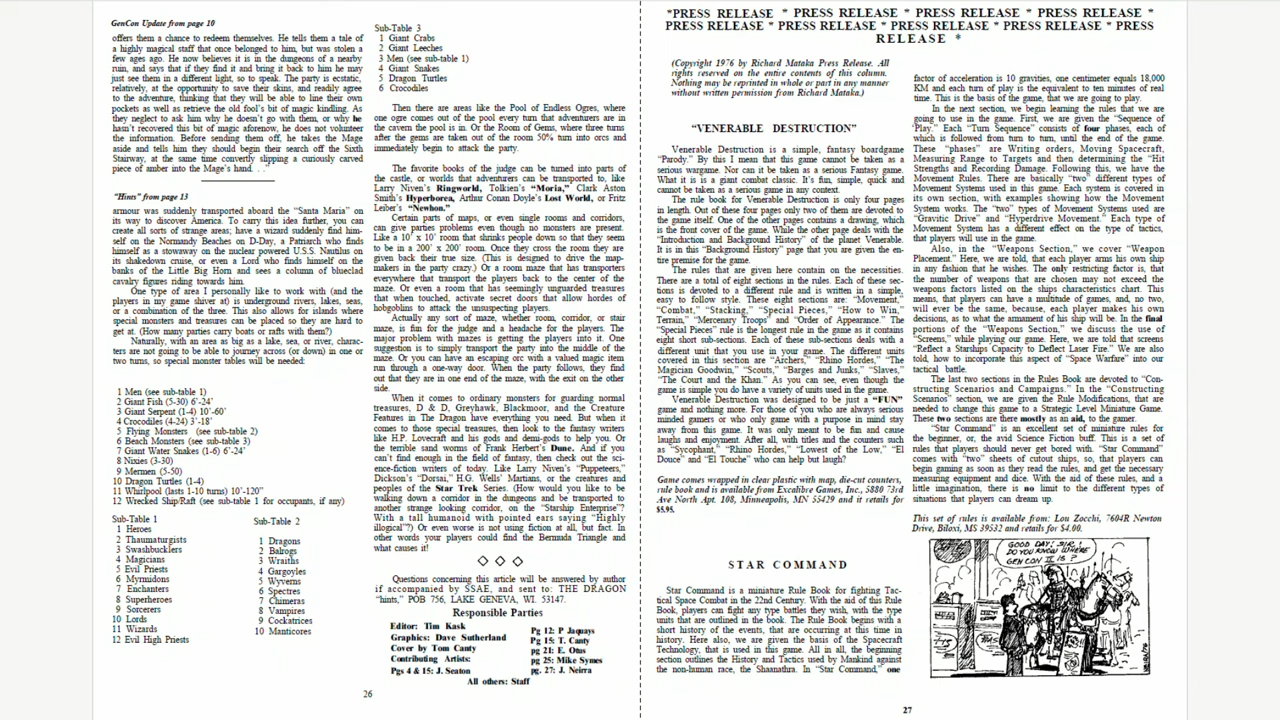 GenCon Update from page 10
offers them a chance to redeem themselves. He tells them a tale of
a highly magical staff that once belonged to him, but was stolen a
few ages ago. He now believes it is in the dungeons of a nearby
ruin, and says that if they find it and bring it back to him he may
just see them in a different light, so to speak. The party is ecstatic,
relatively, at the opportunity to save their skins, and readily agree
to the adventure, thinking that they will be able to line their own
pockets as well as retrieve the old fool's bit of magic kindling. As
they neglect to ask him why he doesn't go with them, or why he
hasn't recovered this bit of magic aforenow, he does not volunteer
the information. Before sending them off, he takes the Mage
aside and tells him they should begin their search off the Sixth
Stairway, at the same time convertly slipping a curiously carved
piece of amber into the Mage's hand. . .
"Hints" from page 13
armour was suddenly transported aboard the "Santa Maria" on
its way to discover America. To carry this idea further, you can
create all sorts of strange areas; have a wizard suddenly find him-
self on the Normandy Beaches on D-Day, a Patriarch who finds
himself as a stowaway on the nuclear powered U.S.S. Nautilus on
its shakedown cruise, or even a Lord who finds himself on the
banks of the Little Big Horn and sees a column of blueclad
cavalry figures riding towards him.
One type of area I personally like to work with (and the
players in my game shiver at) is underground rivers, lakes, seas,
or a combination of the three. This also allows for islands where
special monsters and treasures can be placed so they are hard to
get at. (How many parties carry boats or rafts with them?)
Naturally, with an area as big as a lake, sea, or river, charac-
ters are not going to be able to journey across (or down) in one or
two turns, so special monster tables will be needed:
1 Men (see sub-table 1)
2 Giant Fish (5-30) 6'-24'
3 Giant Serpent (1-4) 10'-60'
4 Crocodiles (4-24) 3'-18'
5 Flying Monsters (see sub-table 2)
6 Beach Monsters (see sub-table 3)
7 Giant Water Snakes (1-6) 6'-24'
8 Nixies (3-30)
9 Mermen (5-50)
10 Dragon Turtles (1-4)
11 Whirlpool (lasts 1-10 turns) 10'-120"
12 Wrecked Ship/Raft (see sub-table 1 for occupants, if any)
Sub-Table 1
1 Heroes
2 Thaumaturgists
3 Swashbucklers
4 Magicians
5 Evil Priests
6 Myrmidons
7 Enchanters
8 Superheroes
9 Sorcerers
10 Lords
11 Wizards
12 Evil High Priests
Sub-Table 2
1 Dragons
2 Balrogs
3 Wraiths
4 Gargoyles
5 Wyverns
6 Spectres
7 Chimeras
8 Vampires
9 Cockatrices
10 Manticores
Sub-Table 3
1 Giant Crabs
2 Giant Leeches
3 Men (see sub-table 1)
4 Giant Snakes
5 Dragon Turtles
6 Crocodiles
Then there are areas like the Pool of Endless Ogres, where
one ogre comes out of the pool every turn that adventurers are in
the cavern the pool is in. Or the Room of Gems, where three turns
after the gems are taken out of the room 50% turn into orcs and
immediately begin to attack the party.
The favorite books of the judge can be turned into parts of
the castle, or worlds that adventurers can be transported to, like
Larry Niven's Ringworld, Tolkien's "Moria," Clark Aston
Smith's Hyperborea, Arthur Conan Doyle's Lost World, or Fritz
Leiber's "Newhon."
Certain parts of maps, or even single rooms and corridors,
can give parties problems even though no monsters are present.
Like a 10' x 10' room that shrinks people down so that they seem
to be in a 200' x 200' room. Once they cross the room they are
given back their true size. (This is designed to drive the map-
makers in the party crazy.) Or a room maze that has transporters
everywhere that transport the players back to the center of the
maze. Or even a room that has seemingly unguarded treasures
that when touched, activate secret doors that allow hordes of
hobgoblins to attack the unsuspecting players.
Actually any sort of maze, whether room, corridor, or stair
maze, is fun for the judge and a headache for the players. The
major problem with mazes is getting the players into it. One
suggestion is to simply transport the party into the middle of the
maze. Or you can have an escaping orc with a valued magic item
run through a one-way door. When the party follows, they find
out that they are in one end of the maze, with the exit on the other
side.
When it comes to ordinary monsters for guarding normal
treasures, D & D, Greyhawk, Blackmoor, and the Creature
Features in The Dragon have everything you need. But when it
comes to those special treasures, then look to the fantasy writers
like H.P. Lovecraft and his gods and demi-gods to help you. Or
the terrible sand worms of Frank Herbert's Dune. And if you
can't find enough in the field of fantasy, then check out the sci-
ence-fiction writers of today. Like Larry Niven's "Puppeteers,"
Dickson's "Dorsai," H.G. Wells' Martians, or the creatures and
peoples of the Star Trek Series. (How would you like to be
walking down a corridor in the dungeons and be transported to
another strange looking corridor, on the "Starship Enterprise"?
With a tall humanoid with pointed ears saying "Highly
illogical"?) Or even worse is not using fiction at all, but fact. In
other words your players could find the Bermuda Triangle and
what causes it!
Questions concerning this article will be answered by author
if accompanied by SSAE, and sent to: THE DRAGON
"hints," POB 756, LAKE GENEVA, WI. 53147.
Responsible Parties
Editor: Tim Kask
Graphics: Dave Sutherland
Cover by Tom Canty
Contributing Artists:
Pgs 4 & 15: J. Seaton
Pg 12: P Jaquays
Pg 15: T. Canty
pg 21: E. Otus
pg 25: Mike Symes
pg. 27: J. Neirra
All others: Staff
26
*PRESS RELEASE * PRESS RELEASE * PRESS RELEASE * PRESS RELEASE *
PRESS RELEASE * PRESS RELEASE * PRESS RELEASE * PRESS RELEASE * PRESS
RELEASE *
(Copyright 1976 by Richard Mataka Press Release. All
rights reserved on the entire contents of this column.
Nothing may be reprinted in whole or part in any manner
without written permission from Richard Mataka.)
"VENERABLE DESTRUCTION"
Venerable Destruction is a simple, fantasy boardgame
"Parody." By this I mean that this game cannot be taken as a
serious wargame. Nor can it be taken as a serious Fantasy game.
What it is is a giant combat classic. It's fun, simple, quick and
cannot be taken as a serious game in any context.
The rule book for Venerable Destruction is only four pages
in length. Out of these four pages only two of them are devoted to
the game itself. One of the other pages contains a drawing, which
is the front cover of the game. While the other page deals with the
"Introduction and Background History" of the planet Venerable.
It is in this "Background History" page that you are given the en-
tire premise for the game.
The rules that are given here contain on the necessities.
There are a total of eight sections in the rules. Each of these sec-
tions is devoted to a different rule and is written in a simple,
easy to follow style. These eight sections are: "Movement,"
"Combat," "Stacking," "Special Pieces," "How to Win,"
Terrain," "Mercenary Troops" and "Order of Appearance." The
"Special Pieces" rule is the longest rule in the game as it contains
eight short sub-sections. Each of these sub-sections deals with a
different unit that you use in your game. The different units
covered in this section are "Archers," "Rhino Hordes," "The
Magician Goodwin," "Scouts," "Barges and Junks," "Slaves,"
"The Court and the Khan." As you can see, even though the
game is simple you do have a variety of units used in the game.
Venerable Destruction was designed to be just a "FUN"
game and nothing more. For those of you who are always serious
minded gamers or who only game with a purpose in mind stay
away from this game. It was only meant to be fun and cause
laughs and enjoyment. After all, with titles and the counters such
as "Sycophant," "Rhino Hordes," "Lowest of the Low," "El
Douce" and "El Touche" who can help but laugh?
Game comes wrapped in clear plastic with map, die-cut counters,
rule book and is available from Excalibre Games, Inc., 5880 73rd
Ave North Apt. 108, Minneapolis, MN 55429 and it retails for
$5.95.
STAR COMMAND
Star Command is a miniature Rule Book for fighting Tac-
tical Space Combat in the 22nd Century. With the aid of this Rule
Book, players can fight any type battles they wish, with the type
units that are outlined in the book. The Rule Book begins with a
short history of the events, that are occurring at this time in
history. Here also, we are given the basis of the Spacecraft
Technology, that is used in this game. All in all, the beginning
section outlines the History and Tactics used by Mankind against
the non-human race, the Shaanathra. In "Star Command," one
factor of acceleration is 10 gravities, one centimeter equals 18,000
KM and each turn of play is the equivalent to ten minutes of real
time. This is the basis of the game, that we are going to play.
In the next section, we begin learning the rules that we are
going to use in the game. First, we are given the "Sequence of
Play." Each "Turn Sequence" consists of four phases, each of
which is followed from turn to turn, until the end of the game.
These "phases" are Writing orders, Moving Spacecraft,
Measuring Range to Targets and then determining the "Hit
Strengths and Recording Damage. Following this, we have the
Movement Rules. There are basically "two" different types of
Movement Systems used in this game. Each system is covered in
its own section, with examples showing how the Movement
System works. The "two" types of Movement Systems used are
"Gravitic Drive" and "Hyperdrive Movement." Each type of
Movement System has a different effect on the type of tactics,
that players will use in the game.
Also, in the "Weapons Section," we cover "Weapon
Placement." Here, we are told, that each player arms his own ship
in any fashion that he wishes. The only restricting factor is, that
the number of weapons that are chosen may not exceed the
weapons factors listed on the ships characteristics chart. This
means, that players can have a multitude of games, and, no two,
will ever be the same, because, each player makes his own
decisions, as to what the armament of his ship will be. In the final
portions of the "Weapons Section," we discuss the use of
"Screens," while playing our game. Here, we are told that screens
"Reflect a Starships Capacity to Deflect Laser Fire." We are also
told, how to incorporate this aspect of "Space Warfare" into our
tactical battle.
The last two sections in the Rules Book are devoted to "Con-
structing Scenarios and Campaigns." In the "Constructing
Scenarios" section, we are given the Rule Modifications, that are
needed to change this game to a Strategic Level Miniature Game.
These two sections are there mostly as an aid, to the gamer.
"Star Command" is an excellent set of miniature rules for
the beginner, or, the avid Science Fiction buff. This is a set of
rules that players should never get bored with. "Star Command"
comes with "two" sheets of cutout ships, so, that players can
begin gaming as soon as they read the rules, and get the necessary
measuring equipment and dice. With the aid of these rules, and a
little imagination, there is no limit to the different types of
situations that players can dream up.
This set of rules is available from: Lou Zocchi, 7604R Newton
Drive, Biloxi, MS 39532 and retails for $4.00.
GOOD DAY! SIR!
DO YOU KNOW WHERE
GEN CON II IS?
27